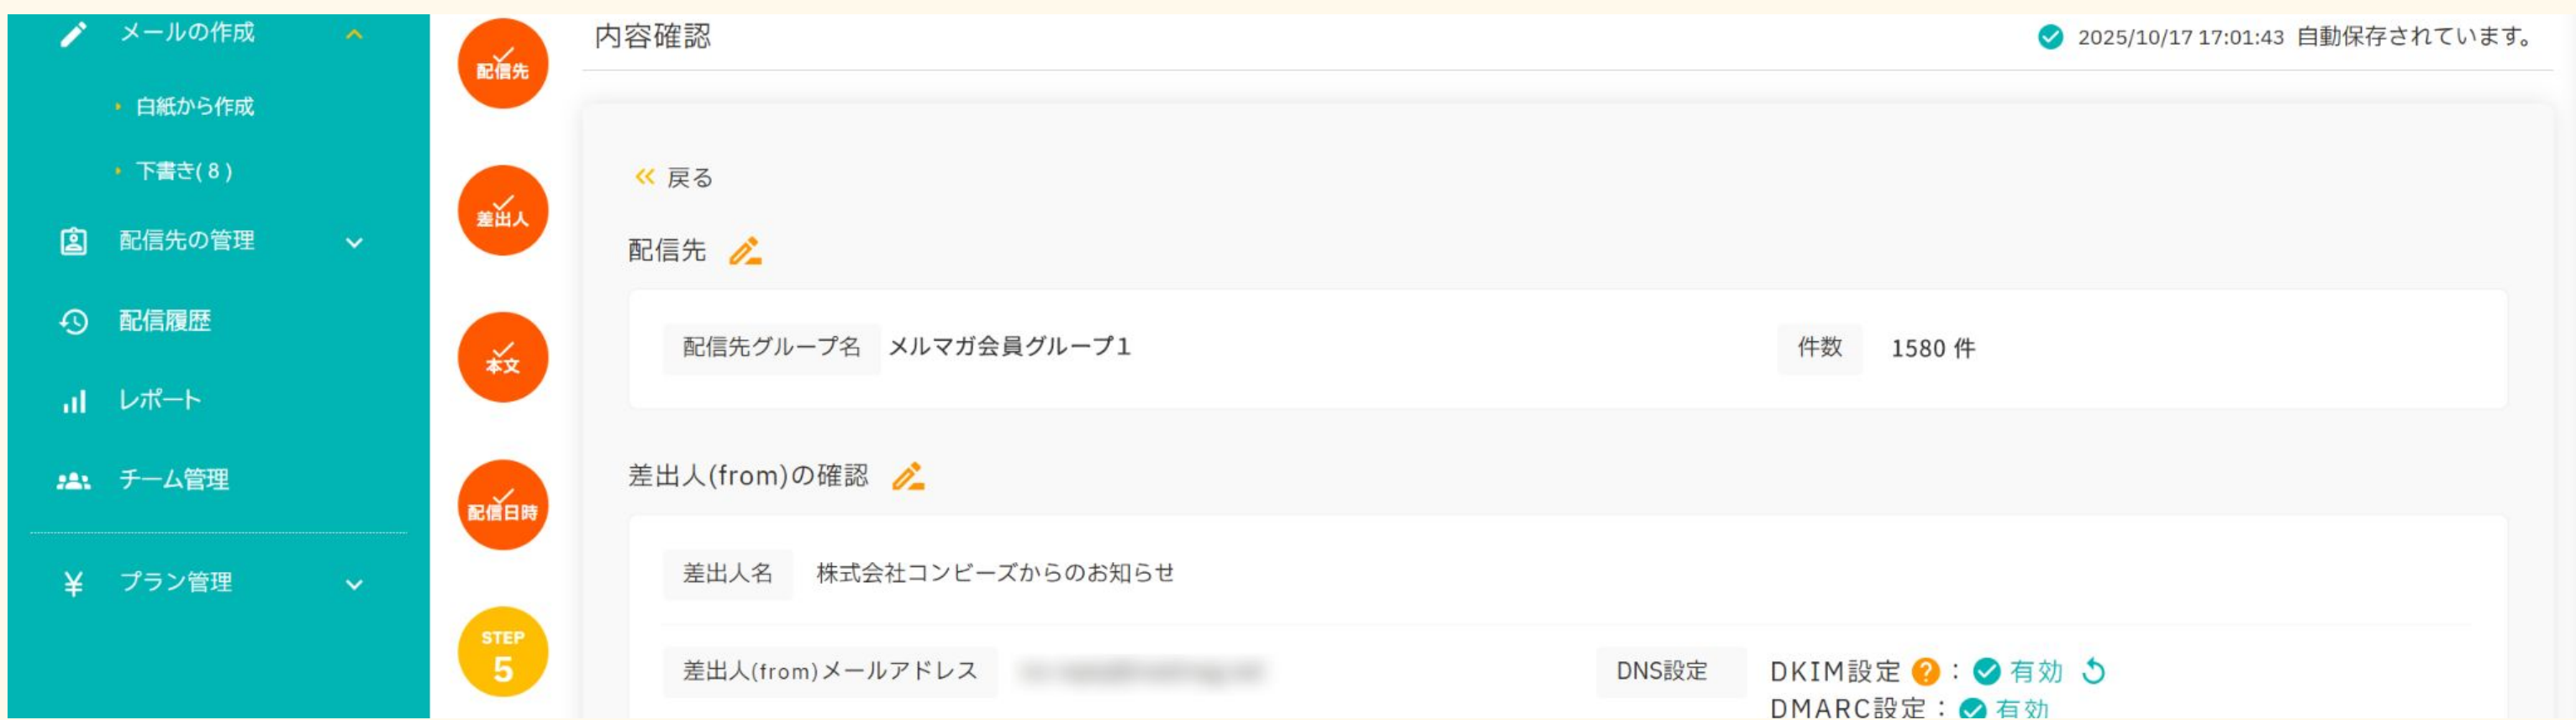 メールの作成
白紙から作成
下書き( 8 )
配信先の管理
配信履歴
レポート
チーム管理
¥ プラン管理
配信先
差出人
本文
配信日時
STEP
5
内容確認
2025/10/17 17:01:43 自動保存されています。
戻る
配信先
配信先グループ名 メルマガ会員グループ1
件数 1580 件
差出人(from)の確認
差出人名 株式会社コンビーズからのお知らせ
差出人(from)メールアドレス
DNS設定 DKIM設定 ? : 有効
DMARC設定 : 有効